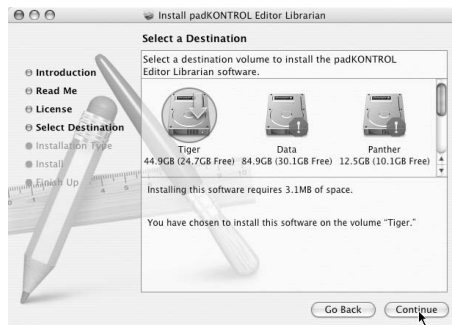 Install padKONTROL Editor Librarian
Select a Destination
Introduction
Read Me
License
Select Destination
Installation Type
Install
Finish Up
Select a destination volume to install the padKONTROL
Editor Librarian software.
Tiger
44.9GB (24.7GB Free)
Data
84.9GB (30.1GB Free)
Panther
12.5GB (10.1GB Free)
Installing this software requires 3.1MB of space.
You have chosen to install this software on the volume “Tiger.”
Go Back
Continue